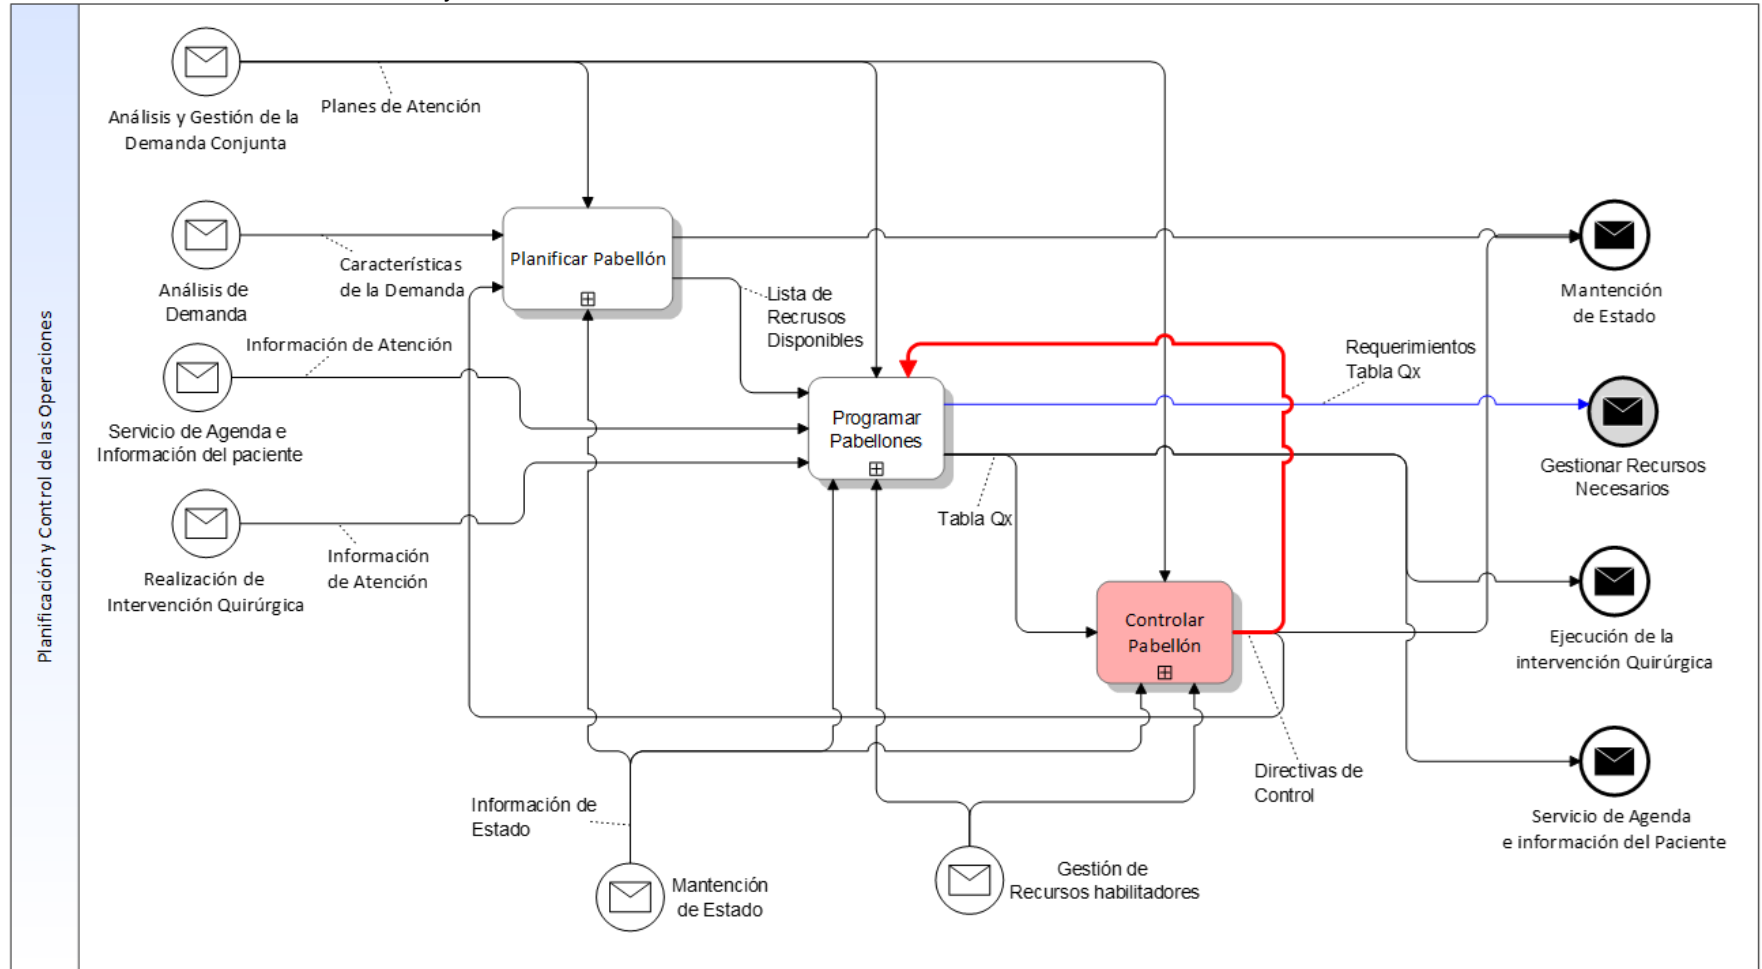 Planificación y Control de las Operaciones
Análisis y Gestión de la
Demanda Conjunta
Planes de Atención
Análisis de
Demanda
Características
de la Demanda
Planificar Pabellón
Lista de
Recrusos
Disponibles
Mantención
de Estado
Información de Atención
Servicio de Agenda e
Información del paciente
Programar
Pabellones
Requerimientos
Tabla Qx
Gestionar Recursos
Necesarios
Realización de
Intervención Quirúrgica
Información
de Atención
Tabla Qx
Controlar
Pabellón
Ejecución de la
intervención Quirúrgica
Directivas de
Control
Servicio de Agenda
e información del Paciente
Información de
Estado
Mantención
de Estado
Gestión de
Recursos habilitadores